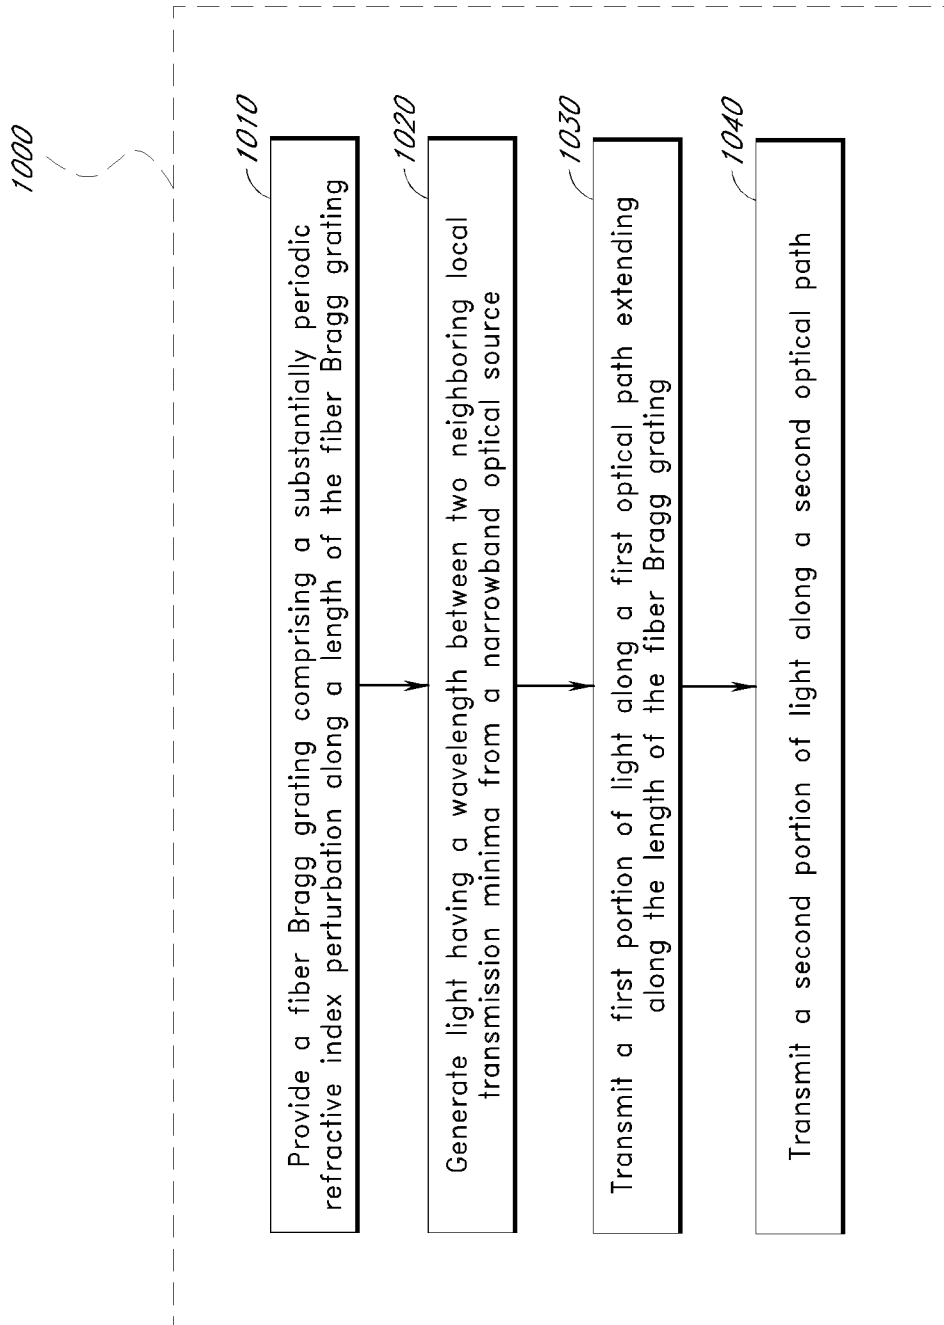 1000
1010
Provide a fiber Bragg grating comprising a substantially periodic
refractive index perturbation along a length of the fiber Bragg grating
1020
Generate light having a wavelength between two neighboring local
transmission minima from a narrowband optical source
1030
Transmit a first portion of light along a first optical path extending
along the length of the fiber Bragg grating
1040
Transmit a second portion of light along a second optical path